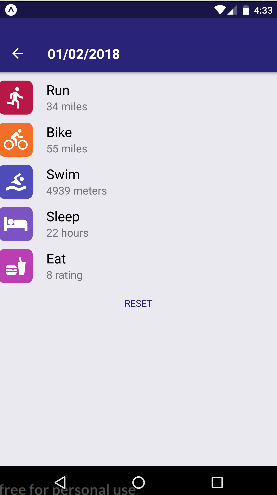 4:33
01/02/2018
Run
34 miles
Bike
55 miles
Swim
4939 meters
Sleep
22 hours
Eat
8 rating
RESET
free for personal use